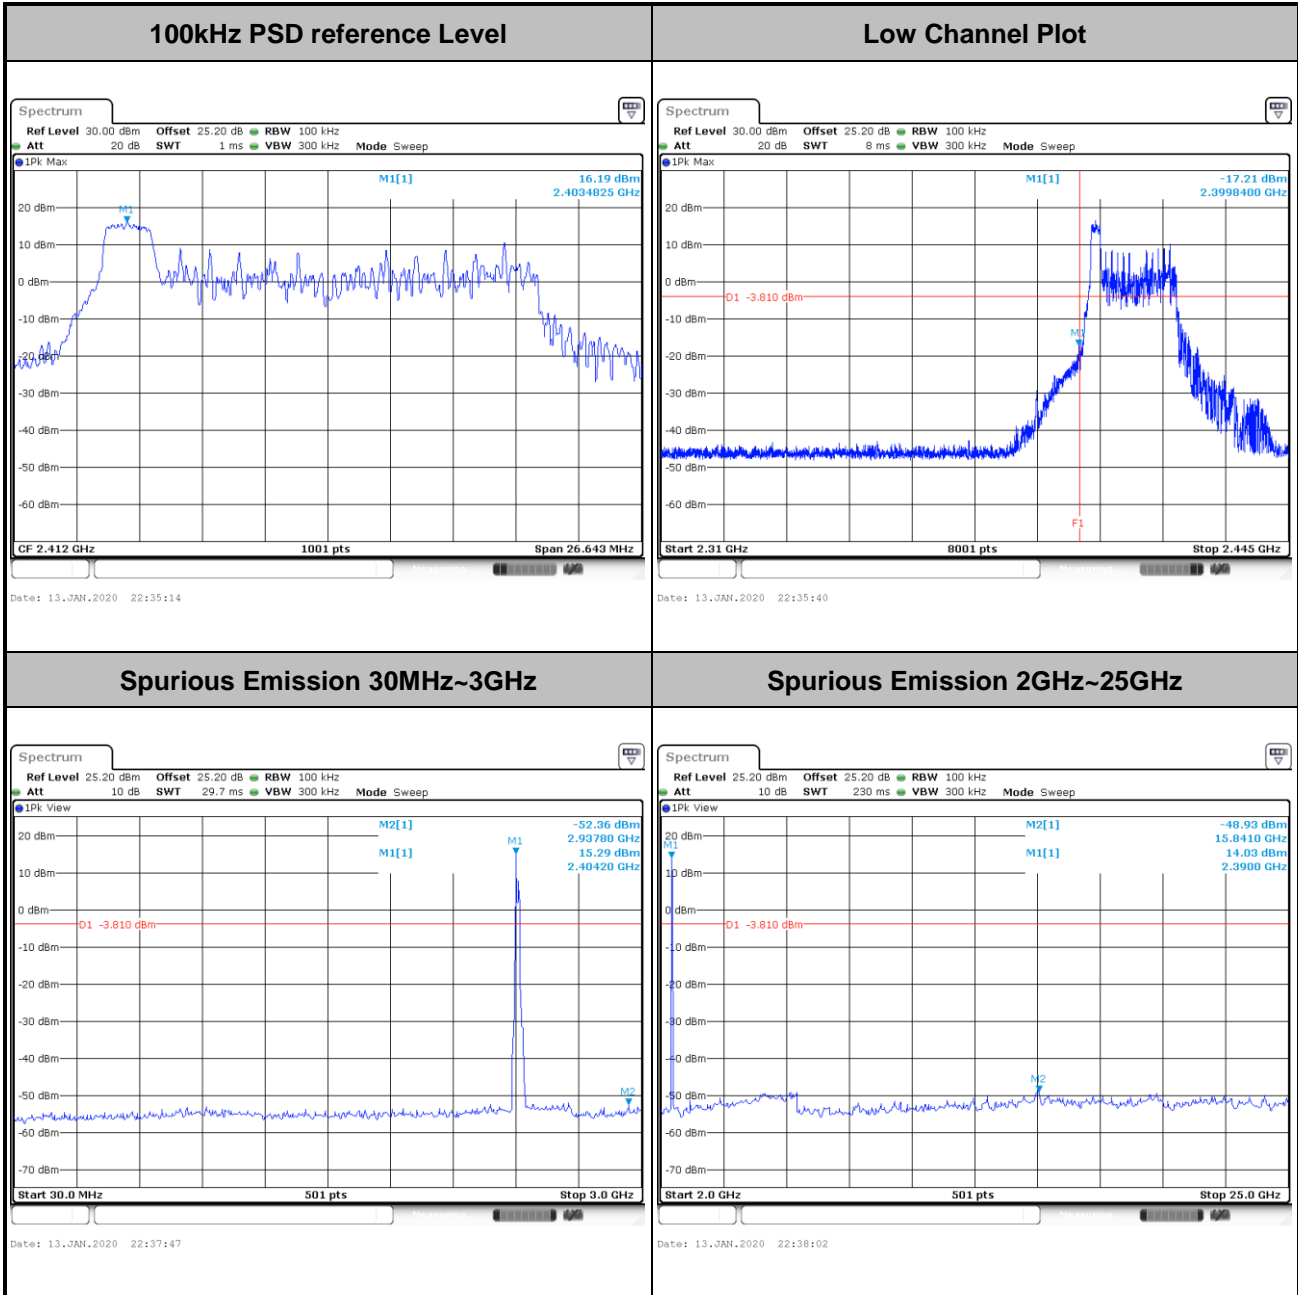 100kHz PSD reference Level
Spectrum
Ref Level 30.00 dBm Offset 25.20 dB RBW 100 kHz
Att 20 dB SWT 1 ms VBW 300 kHz Mode Sweep
1Pk Max
M1[1] 16.19 dBm
2.4034825 GHz
20 dBm
M1
10 dBm
0 dBm
-10 dBm
-20 dBm
-30 dBm
-40 dBm
-50 dBm
-60 dBm
CF 2.412 GHz 1001 pts Span 26.643 MHz
Measuring
Date: 13.JAN.2020 22:35:14
Low Channel Plot
Spectrum
Ref Level 30.00 dBm Offset 25.20 dB RBW 100 kHz
Att 20 dB SWT 8 ms VBW 300 kHz Mode Sweep
1Pk Max
M1[1] -17.21 dBm
2.3998400 GHz
20 dBm
10 dBm
0 dBm
D1 -3.810 dBm
-10 dBm
M1
-20 dBm
-30 dBm
-40 dBm
-50 dBm
-60 dBm
F1
Start 2.31 GHz 8001 pts Stop 2.445 GHz
Measuring
Date: 13.JAN.2020 22:35:40
Spurious Emission 30MHz~3GHz
Spectrum
Ref Level 25.20 dBm Offset 25.20 dB RBW 100 kHz
Att 10 dB SWT 29.7 ms VBW 300 kHz Mode Sweep
1Pk View
M2[1] -52.36 dBm
2.93780 GHz
M1[1] 15.29 dBm
2.40420 GHz
20 dBm
M1
10 dBm
0 dBm
D1 -3.810 dBm
-10 dBm
-20 dBm
-30 dBm
-40 dBm
-50 dBm
M2
-60 dBm
-70 dBm
Start 30.0 MHz 501 pts Stop 3.0 GHz
Measuring
Date: 13.JAN.2020 22:37:47
Spurious Emission 2GHz~25GHz
Spectrum
Ref Level 25.20 dBm Offset 25.20 dB RBW 100 kHz
Att 10 dB SWT 230 ms VBW 300 kHz Mode Sweep
1Pk View
M2[1] -48.93 dBm
15.8410 GHz
M1[1] 14.03 dBm
2.3900 GHz
20 dBm
M1
10 dBm
0 dBm
D1 -3.810 dBm
-10 dBm
-20 dBm
-30 dBm
-40 dBm
M2
-50 dBm
-60 dBm
-70 dBm
Start 2.0 GHz 501 pts Stop 25.0 GHz
Measuring
Date: 13.JAN.2020 22:38:02